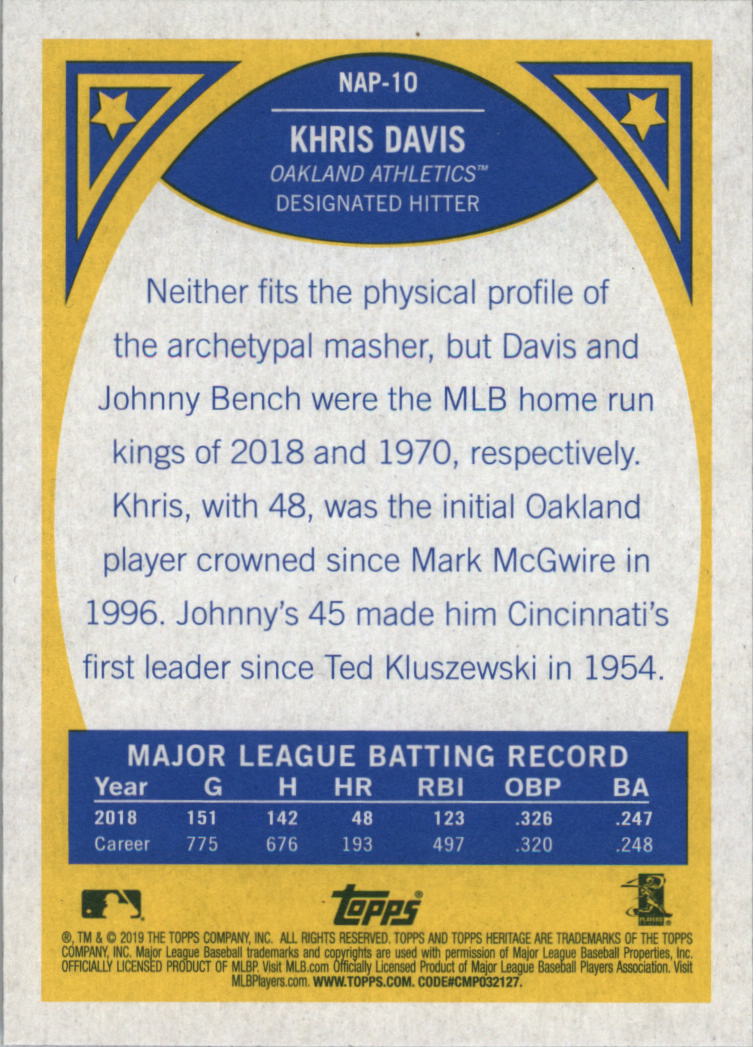 NAP-10
KHRIS DAVIS
OAKLAND ATHLETICS™
DESIGNATED HITTER
Neither fits the physical profile of
the archetypal masher, but Davis and
Johnny Bench were the MLB home run
kings of 2018 and 1970, respectively.
Khris, with 48, was the initial Oakland
player crowned since Mark McGwire in
1996. Johnny's 45 made him Cincinnati's
first leader since Ted Kluszewski in 1954.
MAJOR LEAGUE BATTING RECORD
Year G H HR RBI OBP BA
2018 151 142 48 123 .326 .247
Career 775 676 193 497 .320 .248
topps®
PLAYERS
®, TM & © 2019 THE TOPPS COMPANY, INC. ALL RIGHTS RESERVED. TOPPS AND TOPPS HERITAGE ARE TRADEMARKS OF THE TOPPS
COMPANY, INC. Major League Baseball trademarks and copyrights are used with permission of Major League Baseball Properties, Inc.
OFFICIALLY LICENSED PRODUCT OF MLBP. Visit MLB.com Officially Licensed Product of Major League Baseball Players Association. Visit
MLBPlayers.com. WWW.TOPPS.COM. CODE#CMP032127.